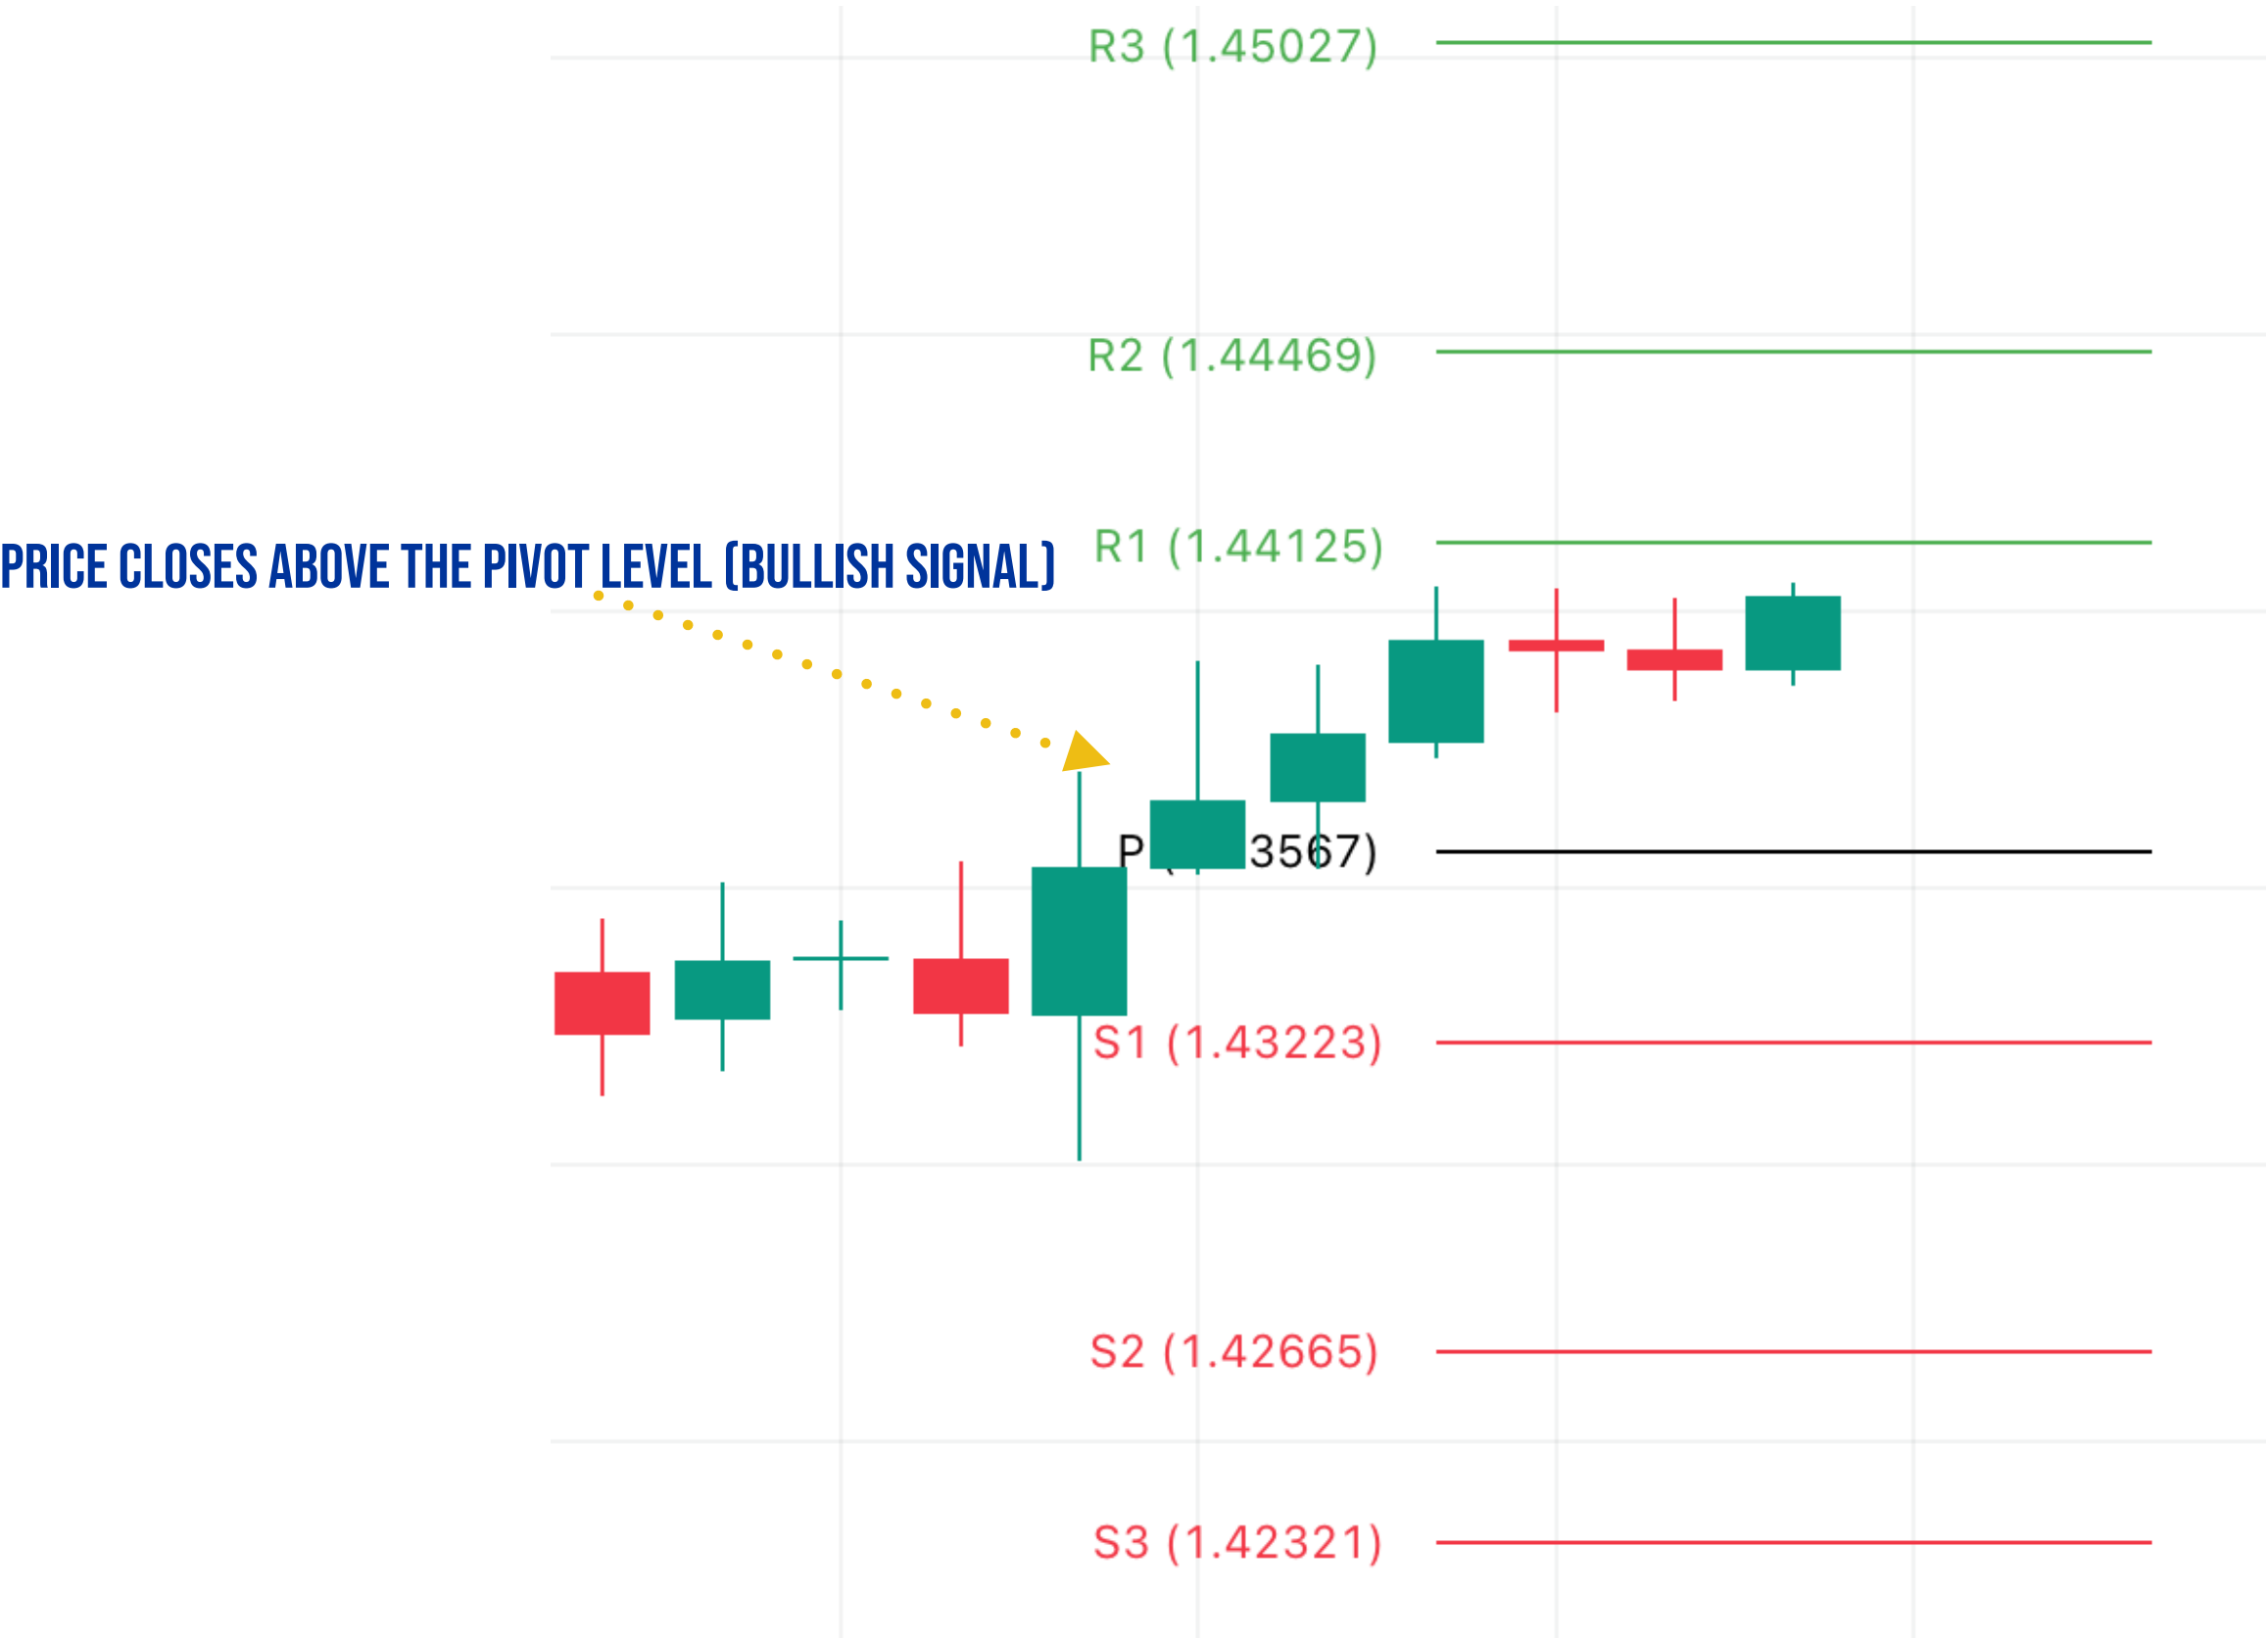 R3 (1.45027)
R2 (1.44469)
PRICE CLOSES ABOVE THE PIVOT LEVEL (BULLISH SIGNAL)
R1 (1.44125)
P (3567)
S1 (1.43223)
S2 (1.42665)
S3 (1.42321)